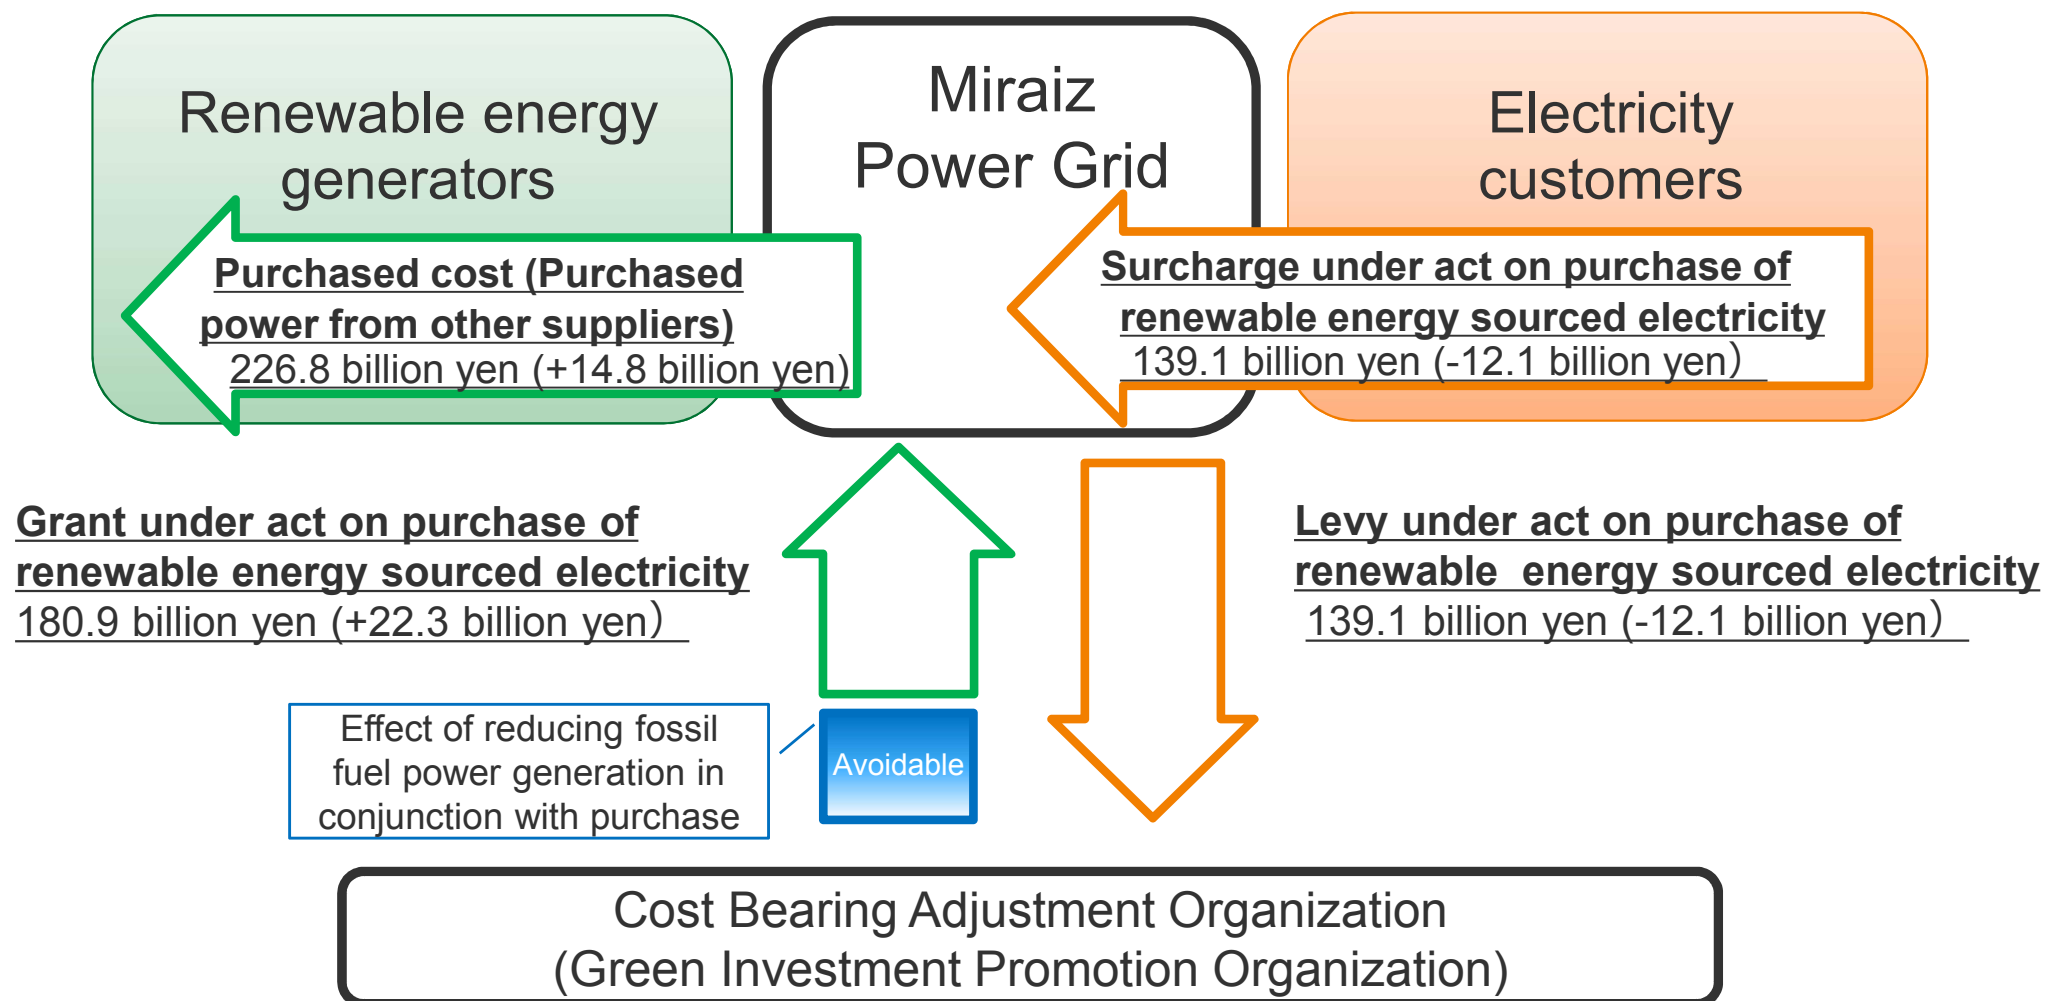 Renewable energy
generators
Miraiz
Power Grid
Electricity
customers
Purchased cost (Purchased
power from other suppliers)
226.8 billion yen (+14.8 billion yen)
Surcharge under act on purchase of
renewable energy sourced electricity
139.1 billion yen (-12.1 billion yen）
Grant under act on purchase of
renewable energy sourced electricity
180.9 billion yen (+22.3 billion yen）
Levy under act on purchase of
renewable  energy sourced electricity
139.1 billion yen (-12.1 billion yen）
Effect of reducing fossil
fuel power generation in
conjunction with purchase
Avoidable
Cost Bearing Adjustment Organization
(Green Investment Promotion Organization)